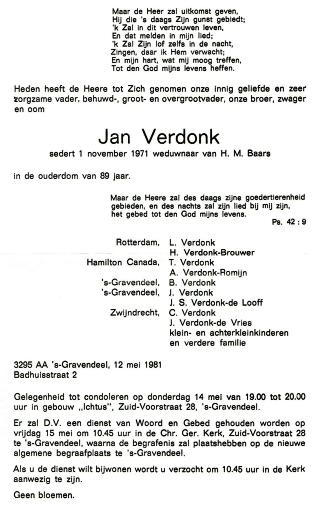 Maar de Heer zal uitkomst geven,
Hij die 's daags Zijn gunst gebiedt;
'k Zal in dit vertrouwen leven,
En dat melden in mijn lied;
'k Zal Zijn lof zelfs in de nacht,
Zingen, daar ik Hem verwacht;
En mijn hart, wat mij moog treffen,
Tot den God mijns levens heffen.
Heden heeft de Heere tot Zich genomen onze innig geliefde en zeer
zorgzame vader, behuwd-, groot- en overgrootvader, onze broer, zwager
en oom
Jan Verdonk
sedert 1 november 1971 weduwnaar van H. M. Baars
in de ouderdom van 89 jaar.
Maar de Heere zal des daags zijne goedertierenheid
gebieden, en des nachts zal zijn lied bij mij zijn,
het gebed tot den God mijns levens.
Ps. 42 : 9
Rotterdam, L. Verdonk
H. Verdonk-Brouwer
Hamilton Canada, T. Verdonk
A. Verdonk-Romijn
's-Gravendeel, B. Verdonk
's-Gravendeel, J. Verdonk
J. S. Verdonk-de Looff
Zwijndrecht, C. Verdonk
J. Verdonk-de Vries
klein- en achterkleinkinderen
en verdere familie
3295 AA 's-Gravendeel, 12 mei 1981
Badhuisstraat 2
Gelegenheid tot condoleren op donderdag 14 mei van 19.00 tot 20.00
uur in gebouw „Ichtus", Zuid-Voorstraat 28, 's-Gravendeel.
Er zal D.V. een dienst van Woord en Gebed gehouden worden op
vrijdag 15 mei om 10.45 uur in de Chr. Ger. Kerk, Zuid-Voorstraat 28
te 's-Gravendeel, waarna de begrafenis zal plaatshebben op de nieuwe
algemene begraafplaats te 's-Gravendeel.
Als u de dienst wilt bijwonen wordt u verzocht om 10.45 uur in de Kerk
aanwezig te zijn.
Geen bloemen.